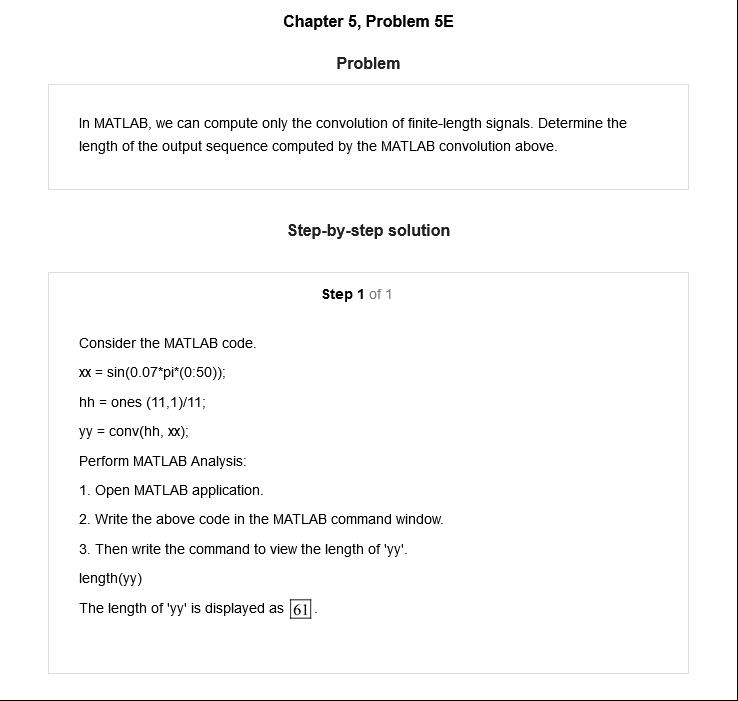 Chapter 5, Problem 5E
Problem
In MATLAB, we can compute only the convolution of finite-length signals. Determine the
length of the output sequence computed by the MATLAB convolution above.
Step-by-step solution
Step 1 of 1
Consider the MATLAB code.
xx = sin(0.07*pi*(0:50));
hh = ones (11,1)/11;
yy = conv(hh, xx);
Perform MATLAB Analysis:
1. Open MATLAB application.
2. Write the above code in the MATLAB command window.
3. Then write the command to view the length of 'yy'.
length(yy)
The length of 'yy' is displayed as 61.